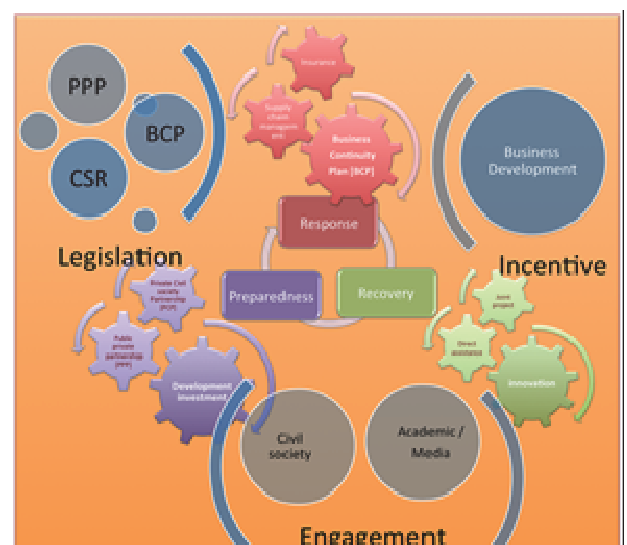 PPP
BCP
CSR
Legislation
Insurance
Supply
chain
managem
ent
Business
Continuity
Plan (BCP)
Response
Preparedness
Recovery
Business
Development
Incentive
Private Civil
society
Partnership
(PCP)
Public
private
partnership
(PPP)
Development
investment
Joint
project
Direct
assistance
innovation
Civil
society
Academic /
Media
Engagement